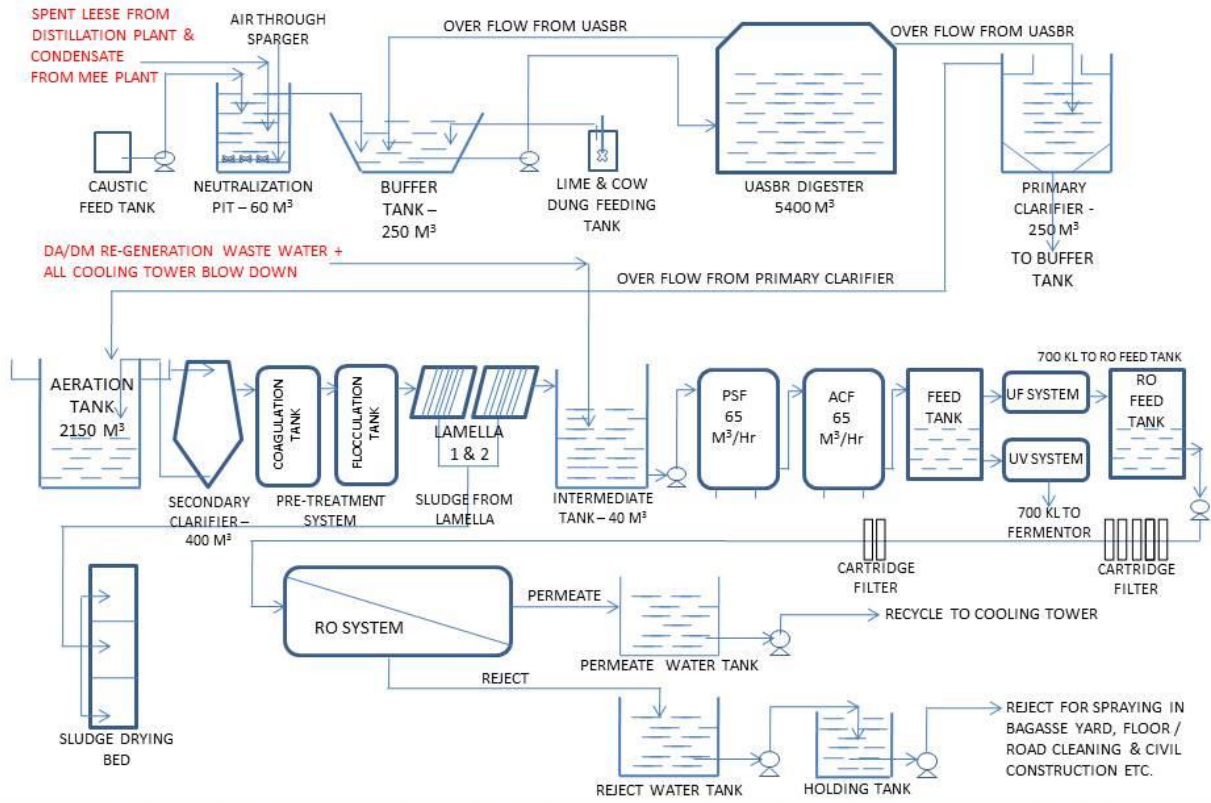 SPENT LEESE FROM
DISTILLATION PLANT &
CONDENSATE
FROM MEE PLANT
AIR THROUGH
SPARGER
OVER FLOW FROM UASBR
OVER FLOW FROM UASBR
CAUSTIC
FEED TANK
NEUTRALIZATION
PIT – 60 M³
BUFFER
TANK –
250 M³
LIME & COW
DUNG FEEDING
TANK
UASBR DIGESTER
5400 M³
PRIMARY
CLARIFIER -
250 M³
TO BUFFER
TANK
DA/DM RE-GENERATION WASTE WATER +
ALL COOLING TOWER BLOW DOWN
OVER FLOW FROM PRIMARY CLARIFIER
AERATION
TANK
2150 M³
SECONDARY
CLARIFIER –
400 M³
COAGULATION
TANK
FLOCCULATION
TANK
PRE-TREATMENT
SYSTEM
LAMELLA
1 & 2
SLUDGE FROM
LAMELLA
INTERMEDIATE
TANK – 40 M³
PSF
65
M³/Hr
ACF
65
M³/Hr
FEED
TANK
UF SYSTEM
UV SYSTEM
700 KL TO RO FEED TANK
RO
FEED
TANK
700 KL TO
FERMENTOR
CARTRIDGE
FILTER
CARTRIDGE
FILTER
RO SYSTEM
PERMEATE
PERMEATE WATER TANK
RECYCLE TO COOLING TOWER
REJECT
REJECT WATER TANK
HOLDING TANK
REJECT FOR SPRAYING IN
BAGASSE YARD, FLOOR /
ROAD CLEANING & CIVIL
CONSTRUCTION ETC.
SLUDGE DRYING
BED